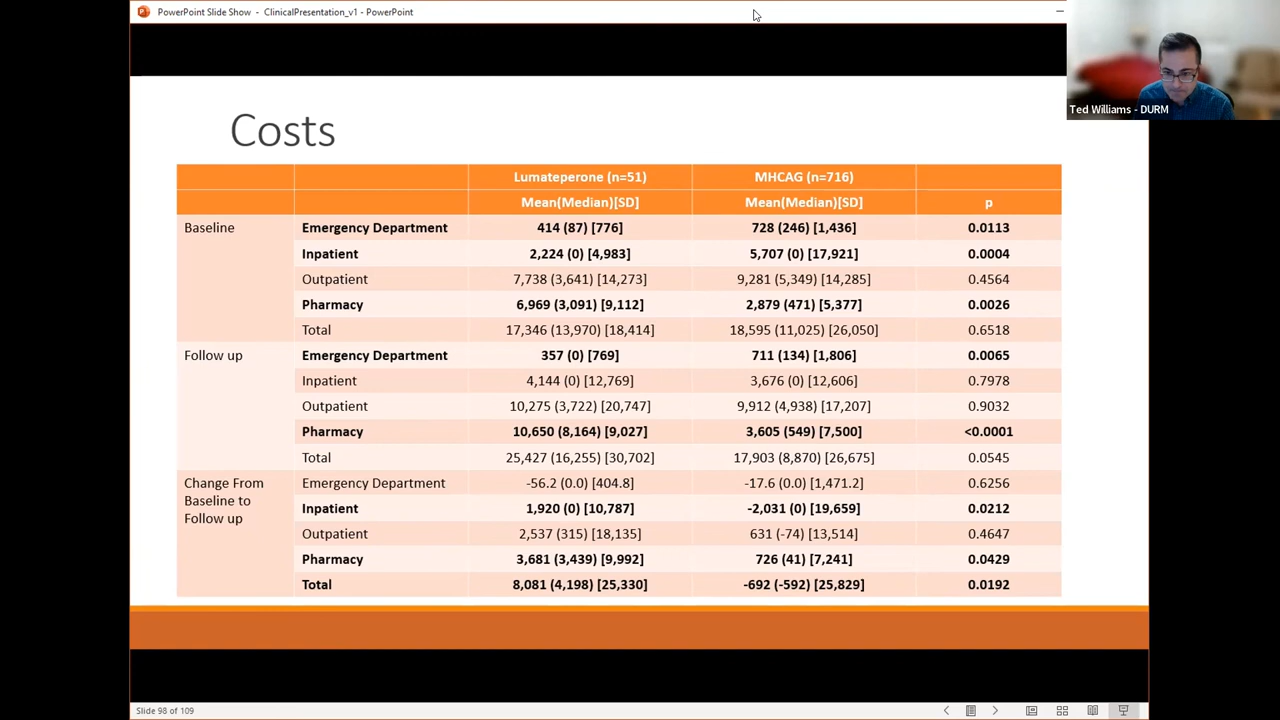 PowerPoint Slide Show - ClinicalPresentation_v1 - PowerPoint
Ted Williams - DURM
Costs
Lumateperone (n=51) MHCAG (n=716)
Mean(Median)[SD] Mean(Median)[SD] p
Baseline Emergency Department 414 (87) [776] 728 (246) [1,436] 0.0113
Inpatient 2,224 (0) [4,983] 5,707 (0) [17,921] 0.0004
Outpatient 7,738 (3,641) [14,273] 9,281 (5,349) [14,285] 0.4564
Pharmacy 6,969 (3,091) [9,112] 2,879 (471) [5,377] 0.0026
Total 17,346 (13,970) [18,414] 18,595 (11,025) [26,050] 0.6518
Follow up Emergency Department 357 (0) [769] 711 (134) [1,806] 0.0065
Inpatient 4,144 (0) [12,769] 3,676 (0) [12,606] 0.7978
Outpatient 10,275 (3,722) [20,747] 9,912 (4,938) [17,207] 0.9032
Pharmacy 10,650 (8,164) [9,027] 3,605 (549) [7,500] <0.0001
Total 25,427 (16,255) [30,702] 17,903 (8,870) [26,675] 0.0545
Change From Baseline to Follow up Emergency Department -56.2 (0.0) [404.8] -17.6 (0.0) [1,471.2] 0.6256
Inpatient 1,920 (0) [10,787] -2,031 (0) [19,659] 0.0212
Outpatient 2,537 (315) [18,135] 631 (-74) [13,514] 0.4647
Pharmacy 3,681 (3,439) [9,992] 726 (41) [7,241] 0.0429
Total 8,081 (4,198) [25,330] -692 (-592) [25,829] 0.0192
Slide 98 of 109